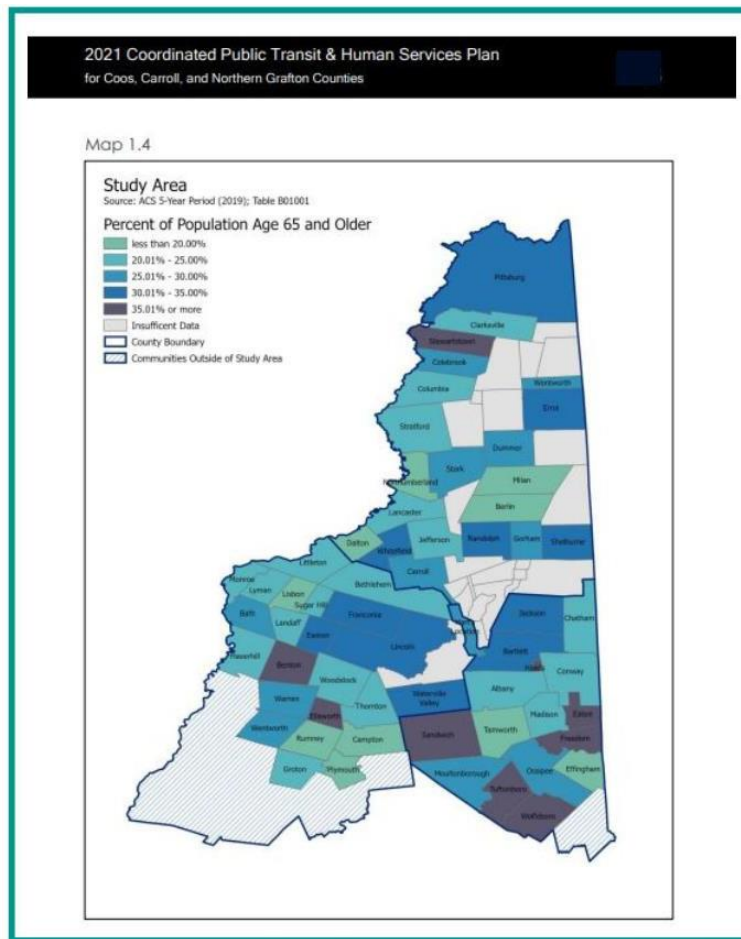 2021 Coordinated Public Transit & Human Services Plan
for Coos, Carroll, and Northern Grafton Counties
Map 1.4
Study Area
Source: ACS 5-Year Period (2019); Table B01001
Percent of Population Age 65 and Older
less than 20.00%
20.01% - 25.00%
25.01% - 30.00%
30.01% - 35.00%
35.01% or more
Insufficent Data
County Boundary
Communities Outside of Study Area
Pittsburg
Clarksville
Stewartstown
Colebrook
Columbia
Wentworth
Errol
Stratford
Dummer
Stark
Northumberland
Milan
Berlin
Lancaster
Dalton
Whitefield
Jefferson
Randolph
Gorham
Shelburne
Carroll
Littleton
Bethlehem
Monroe
Lyman
Lisbon
Sugar Hill
Bath
Landaff
Franconia
Easton
Lincoln
Jackson
Chatham
Bartlett
Haverhill
Benton
Woodstock
Conway
Albany
Warren
Thornton
Waterville
Valley
Madison
Eaton
Ellsworth
Wentworth
Rumney
Campton
Sandwich
Tamworth
Freedom
Groton
Plymouth
Moultonborough
Ossipee
Effingham
Tuftonboro
Wolfeboro